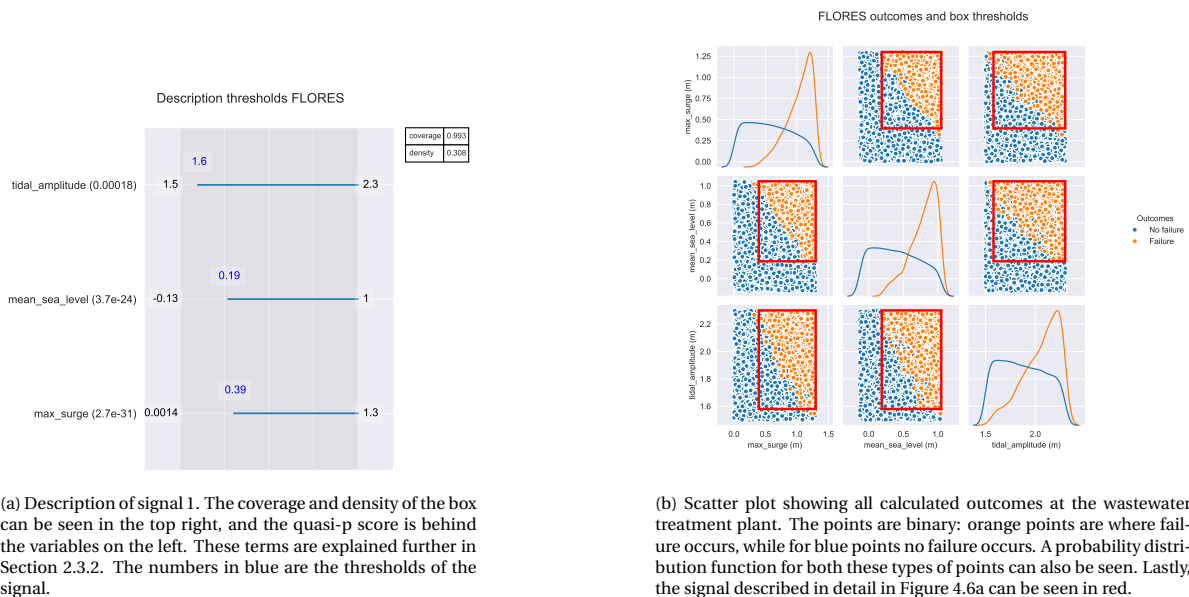 Description thresholds FLORES
coverage 0.993
density 0.308
1.6
tidal_amplitude (0.00018) 1.5 2.3
0.19
mean_sea_level (3.7e-24) -0.13 1
0.39
max_surge (2.7e-31) 0.0014 1.3
(a) Description of signal 1. The coverage and density of the box
can be seen in the top right, and the quasi-p score is behind
the variables on the left. These terms are explained further in
Section 2.3.2. The numbers in blue are the thresholds of the
signal.
FLORES outcomes and box thresholds
max_surge (m)
1.25
1.00
0.75
0.50
0.25
0.00
mean_sea_level (m)
1.0
0.8
0.6
0.4
0.2
0.0
tidal_amplitude (m)
2.2
2.0
1.8
1.6
0.0 0.5 1.0 1.5
max_surge (m)
0.0 0.5 1.0
mean_sea_level (m)
1.5 2.0
tidal_amplitude (m)
Outcomes
No failure
Failure
(b) Scatter plot showing all calculated outcomes at the wastewater
treatment plant. The points are binary: orange points are where fail-
ure occurs, while for blue points no failure occurs. A probability distri-
bution function for both these types of points can also be seen. Lastly,
the signal described in detail in Figure 4.6a can be seen in red.